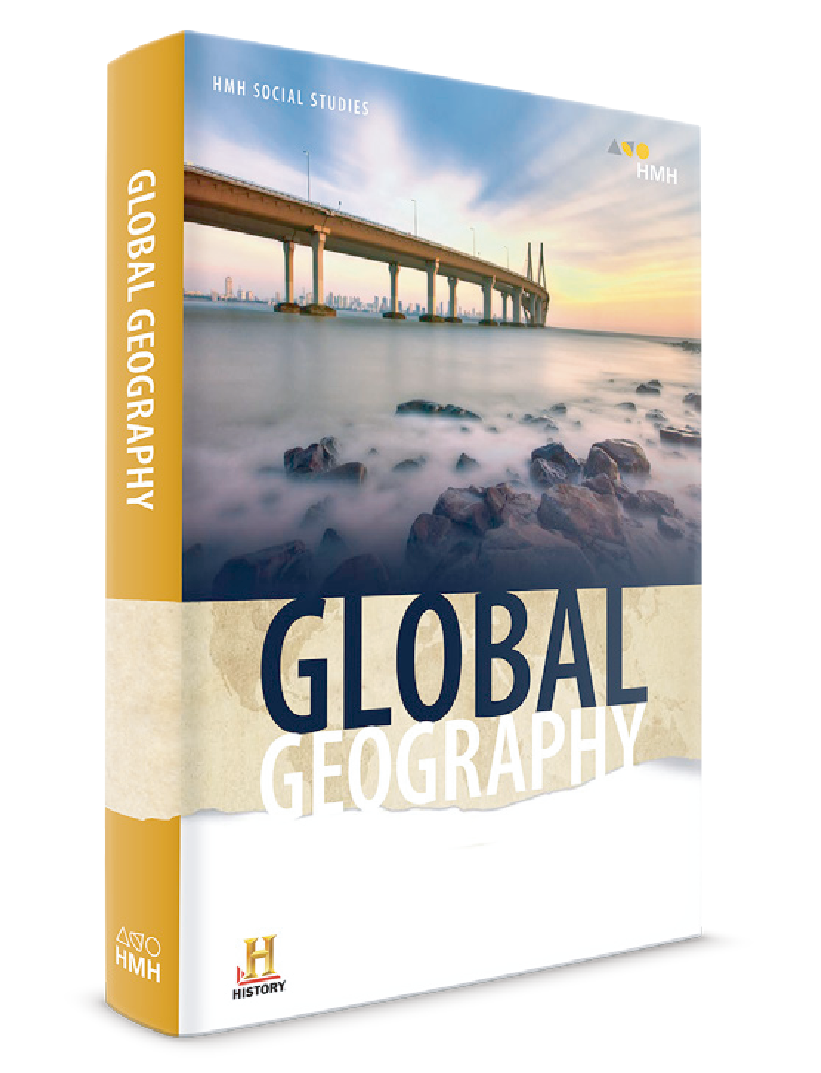 HMH SOCIAL STUDIES
HMH
GLOBAL GEOGRAPHY
GLOBAL
GEOGRAPHY
HMH
H
HISTORY